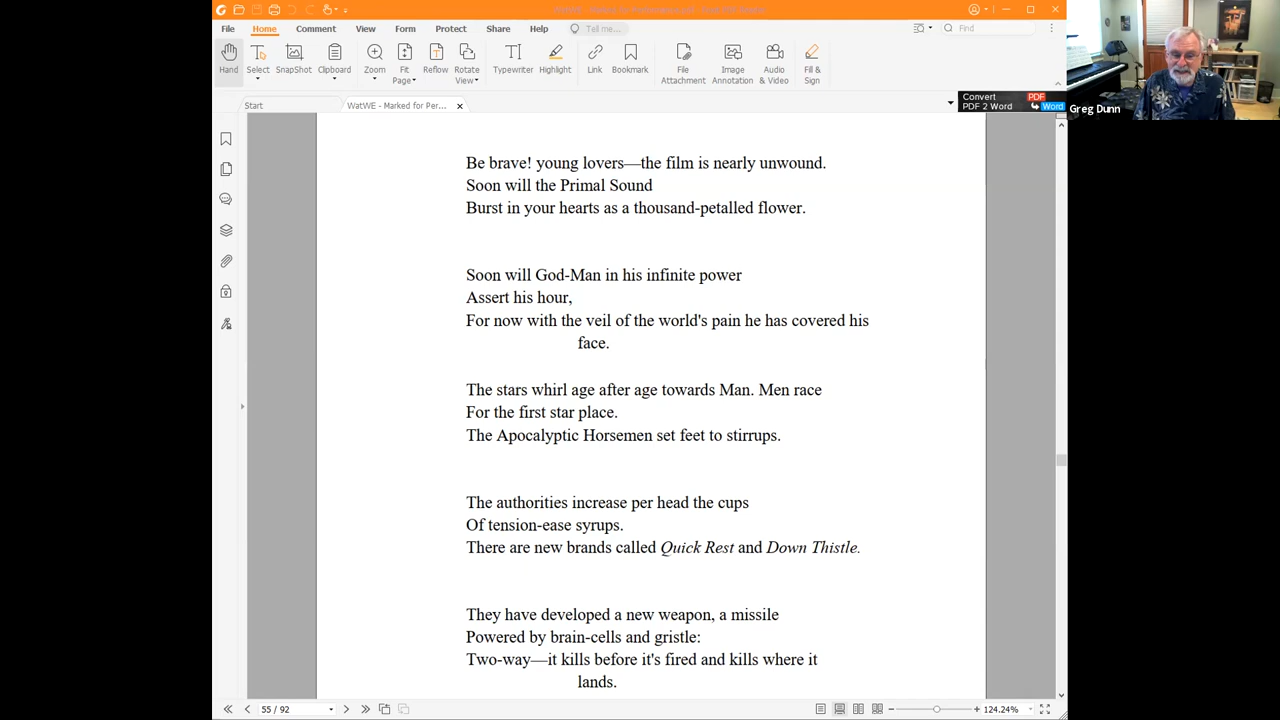 File
Home
Comment
View
Form
Protect
Share
Help
Tell me...
Find
Hand
Select
SnapShot
Clipboard
Zoom
Fit
Page
Reflow
Rotate
View
Typewriter
Highlight
Link
Bookmark
File
Attachment
Image
Annotation
Audio
& Video
Fill &
Sign
Start
WatWE - Marked for Per...
Convert
PDF 2 Word
PDF
Word
Greg Dunn
Be brave! young lovers—the film is nearly unwound.
Soon will the Primal Sound
Burst in your hearts as a thousand-petalled flower.
Soon will God-Man in his infinite power
Assert his hour,
For now with the veil of the world's pain he has covered his
face.
The stars whirl age after age towards Man. Men race
For the first star place.
The Apocalyptic Horsemen set feet to stirrups.
The authorities increase per head the cups
Of tension-ease syrups.
There are new brands called Quick Rest and Down Thistle.
They have developed a new weapon, a missile
Powered by brain-cells and gristle:
Two-way—it kills before it's fired and kills where it
lands.
55 / 92
124.24%